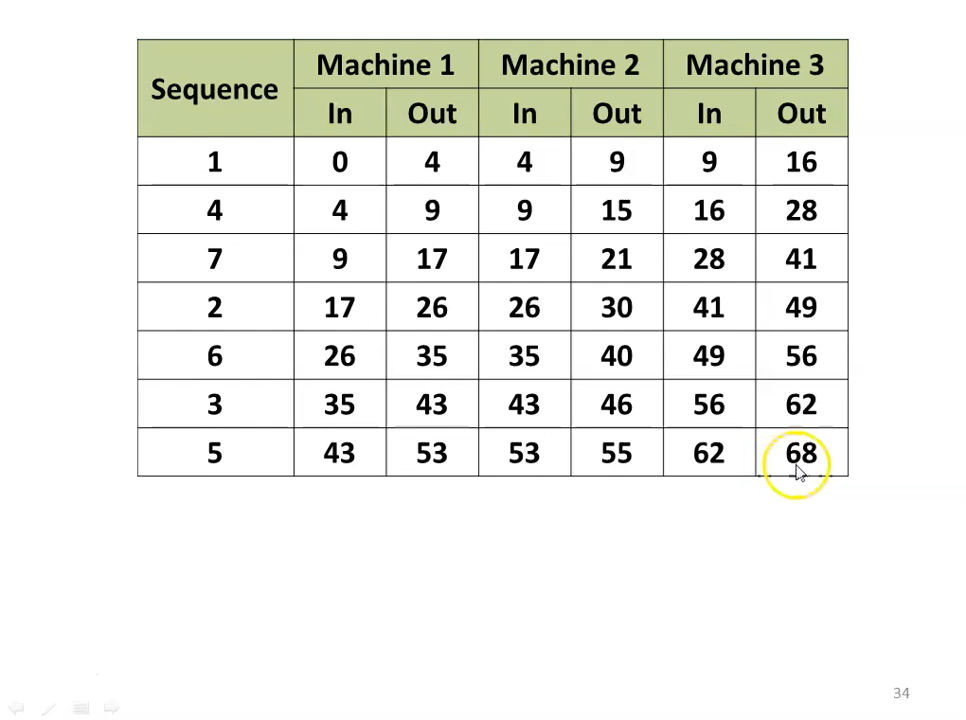 Sequence Machine 1 Machine 2 Machine 3
In Out In Out In Out
1 0 4 4 9 9 16
4 4 9 9 15 16 28
7 9 17 17 21 28 41
2 17 26 26 30 41 49
6 26 35 35 40 49 56
3 35 43 43 46 56 62
5 43 53 53 55 62 68
34